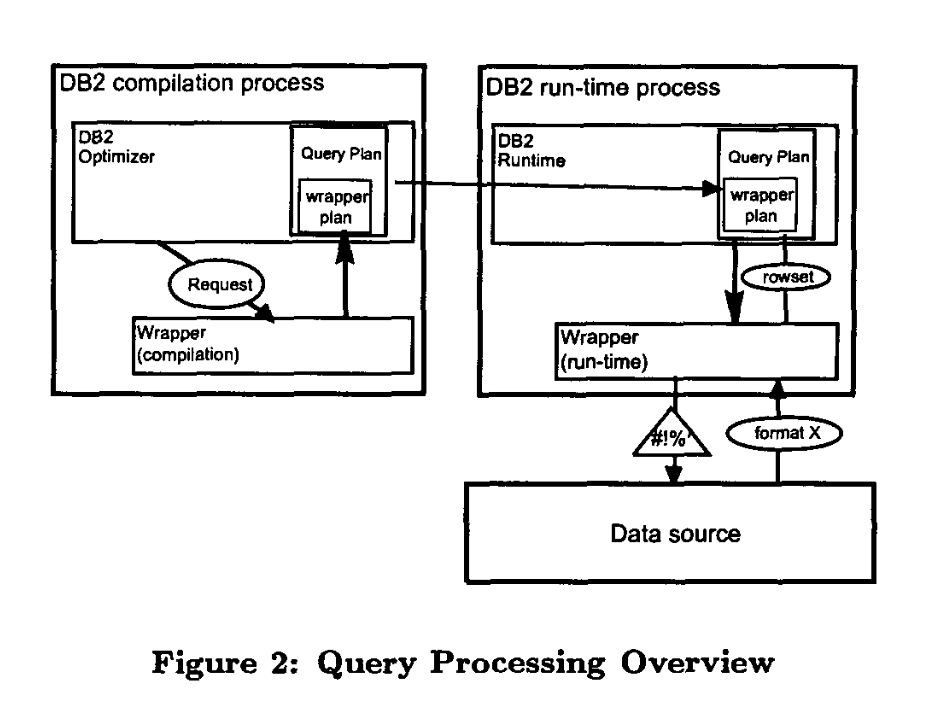 DB2 compilation process
DB2
Optimizer
Query Plan
wrapper
plan
Request
Wrapper
(compilation)
DB2 run-time process
DB2
Runtime
Query Plan
wrapper
plan
rowset
Wrapper
(run-time)
#!%'
format X
Data source
Figure 2: Query Processing Overview